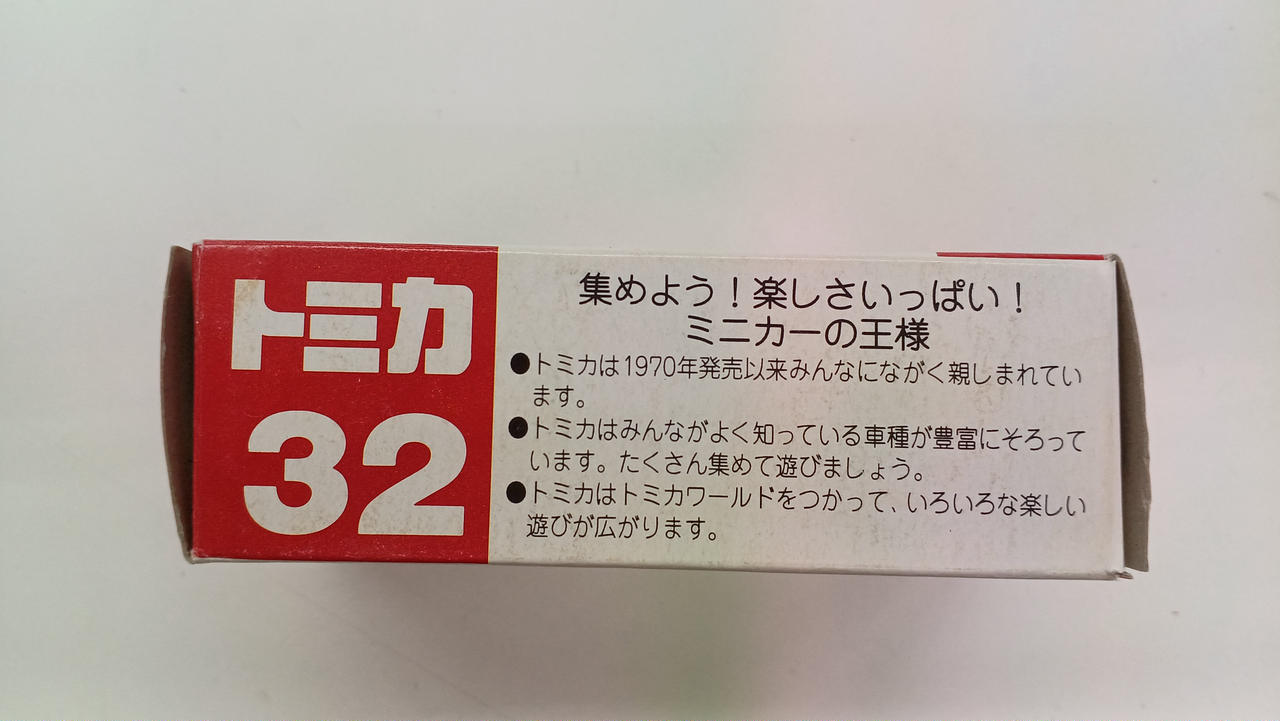 トミカ
32
集めよう！楽しさいっぱい！
ミニカーの王様
●トミカは1970年発売以来みんなにながく親しまれてい
ます。
●トミカはみんながよく知っている車種が豊富にそろって
います。たくさん集めて遊びましょう。
●トミカはトミカワールドをつかって、いろいろな楽しい
遊びが広がります。